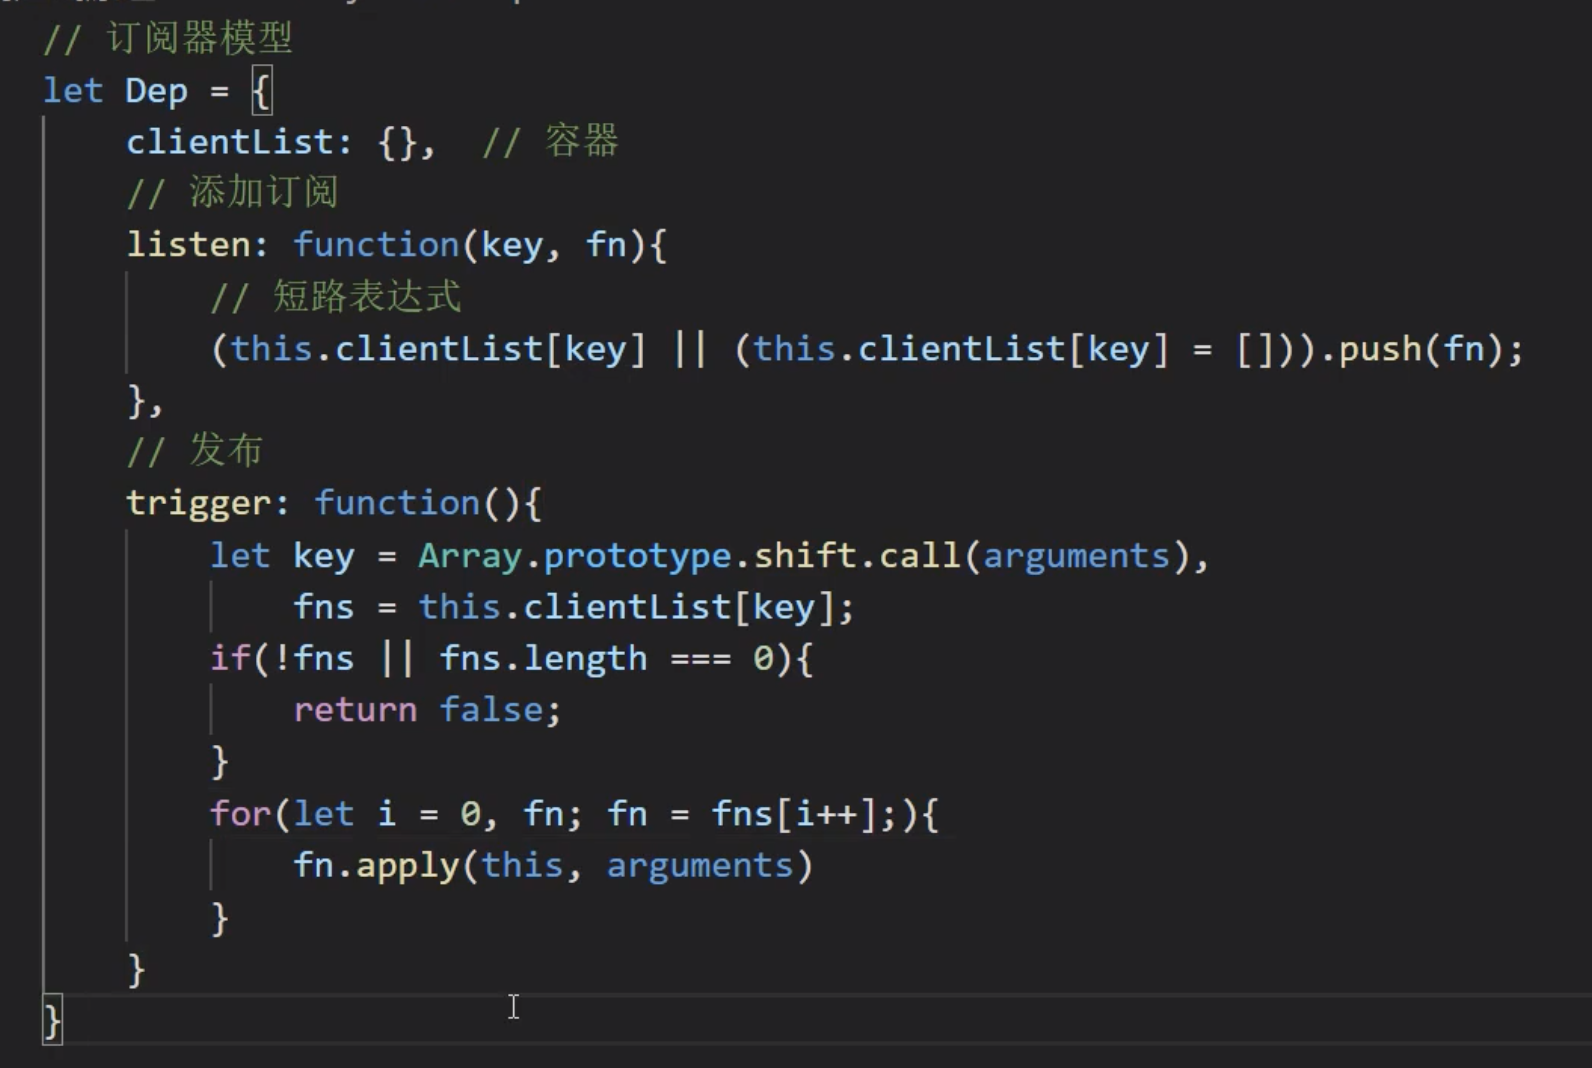 // 订阅器模型
let Dep = {
    clientList: {},  // 容器
    // 添加订阅
    listen: function(key, fn){
        // 短路表达式
        (this.clientList[key] || (this.clientList[key] = [])).push(fn);
    },
    // 发布
    trigger: function(){
        let key = Array.prototype.shift.call(arguments),
            fns = this.clientList[key];
        if(!fns || fns.length === 0){
            return false;
        }
        for(let i = 0, fn; fn = fns[i++];){
            fn.apply(this, arguments)
        }
    }
}